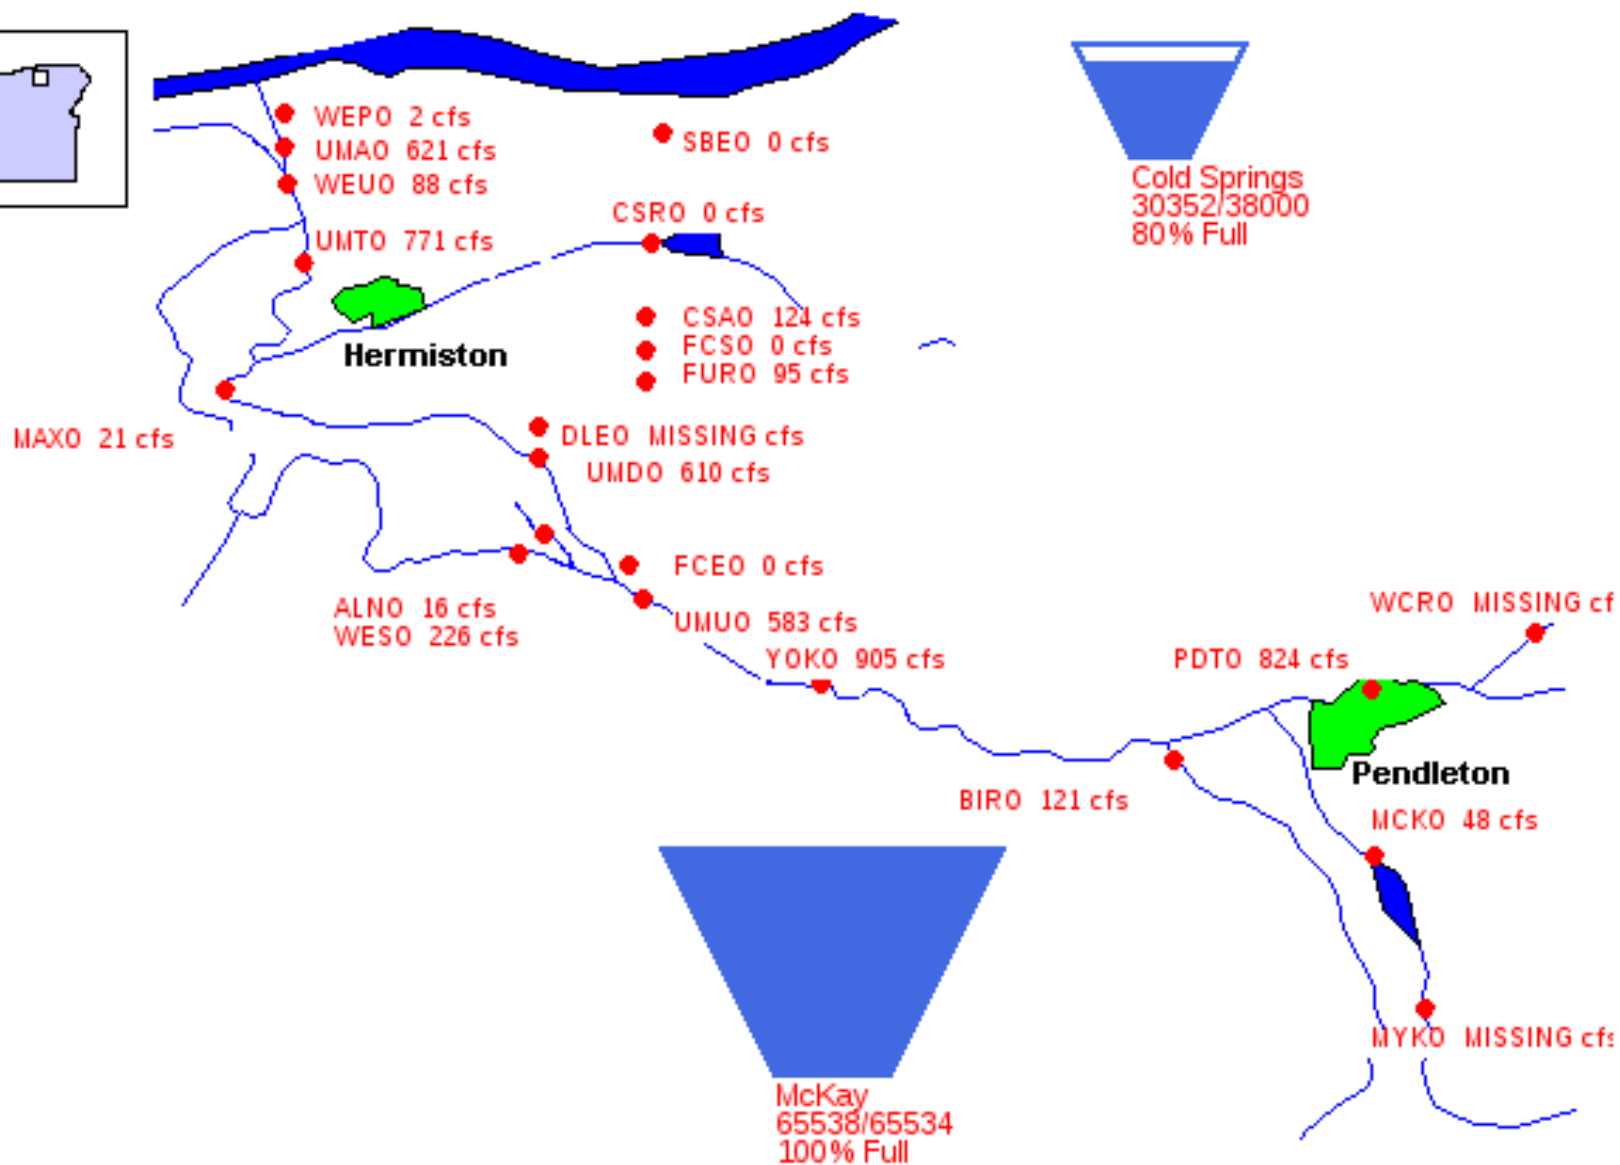 WEPO 2 cfs
UMAO 621 cfs
SBEO 0 cfs
WEUO 88 cfs
Cold Springs
30352/38000
80% Full
CSRO 0 cfs
UMTO 771 cfs
CSAO 124 cfs
FCSO 0 cfs
Hermiston
FURO 95 cfs
MAXO 21 cfs
DLEO MISSING cfs
UMDO 610 cfs
FCEO 0 cfs
ALNO 16 cfs
WESO 226 cfs
UMUO 583 cfs
WCRO MISSING cf
YOKO 905 cfs
PDTO 824 cfs
Pendleton
BIRO 121 cfs
MCKO 48 cfs
MYKO MISSING cfs
McKay
65538/65534
100% Full